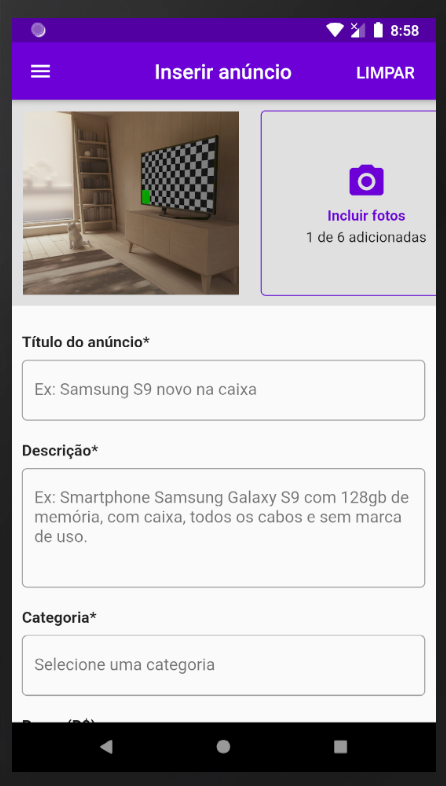 8:58
Inserir anúncio
LIMPAR
Incluir fotos
1 de 6 adicionadas
Título do anúncio*
Ex: Samsung S9 novo na caixa
Descrição*
Ex: Smartphone Samsung Galaxy S9 com 128gb de
memória, com caixa, todos os cabos e sem marca
de uso.
Categoria*
Selecione uma categoria